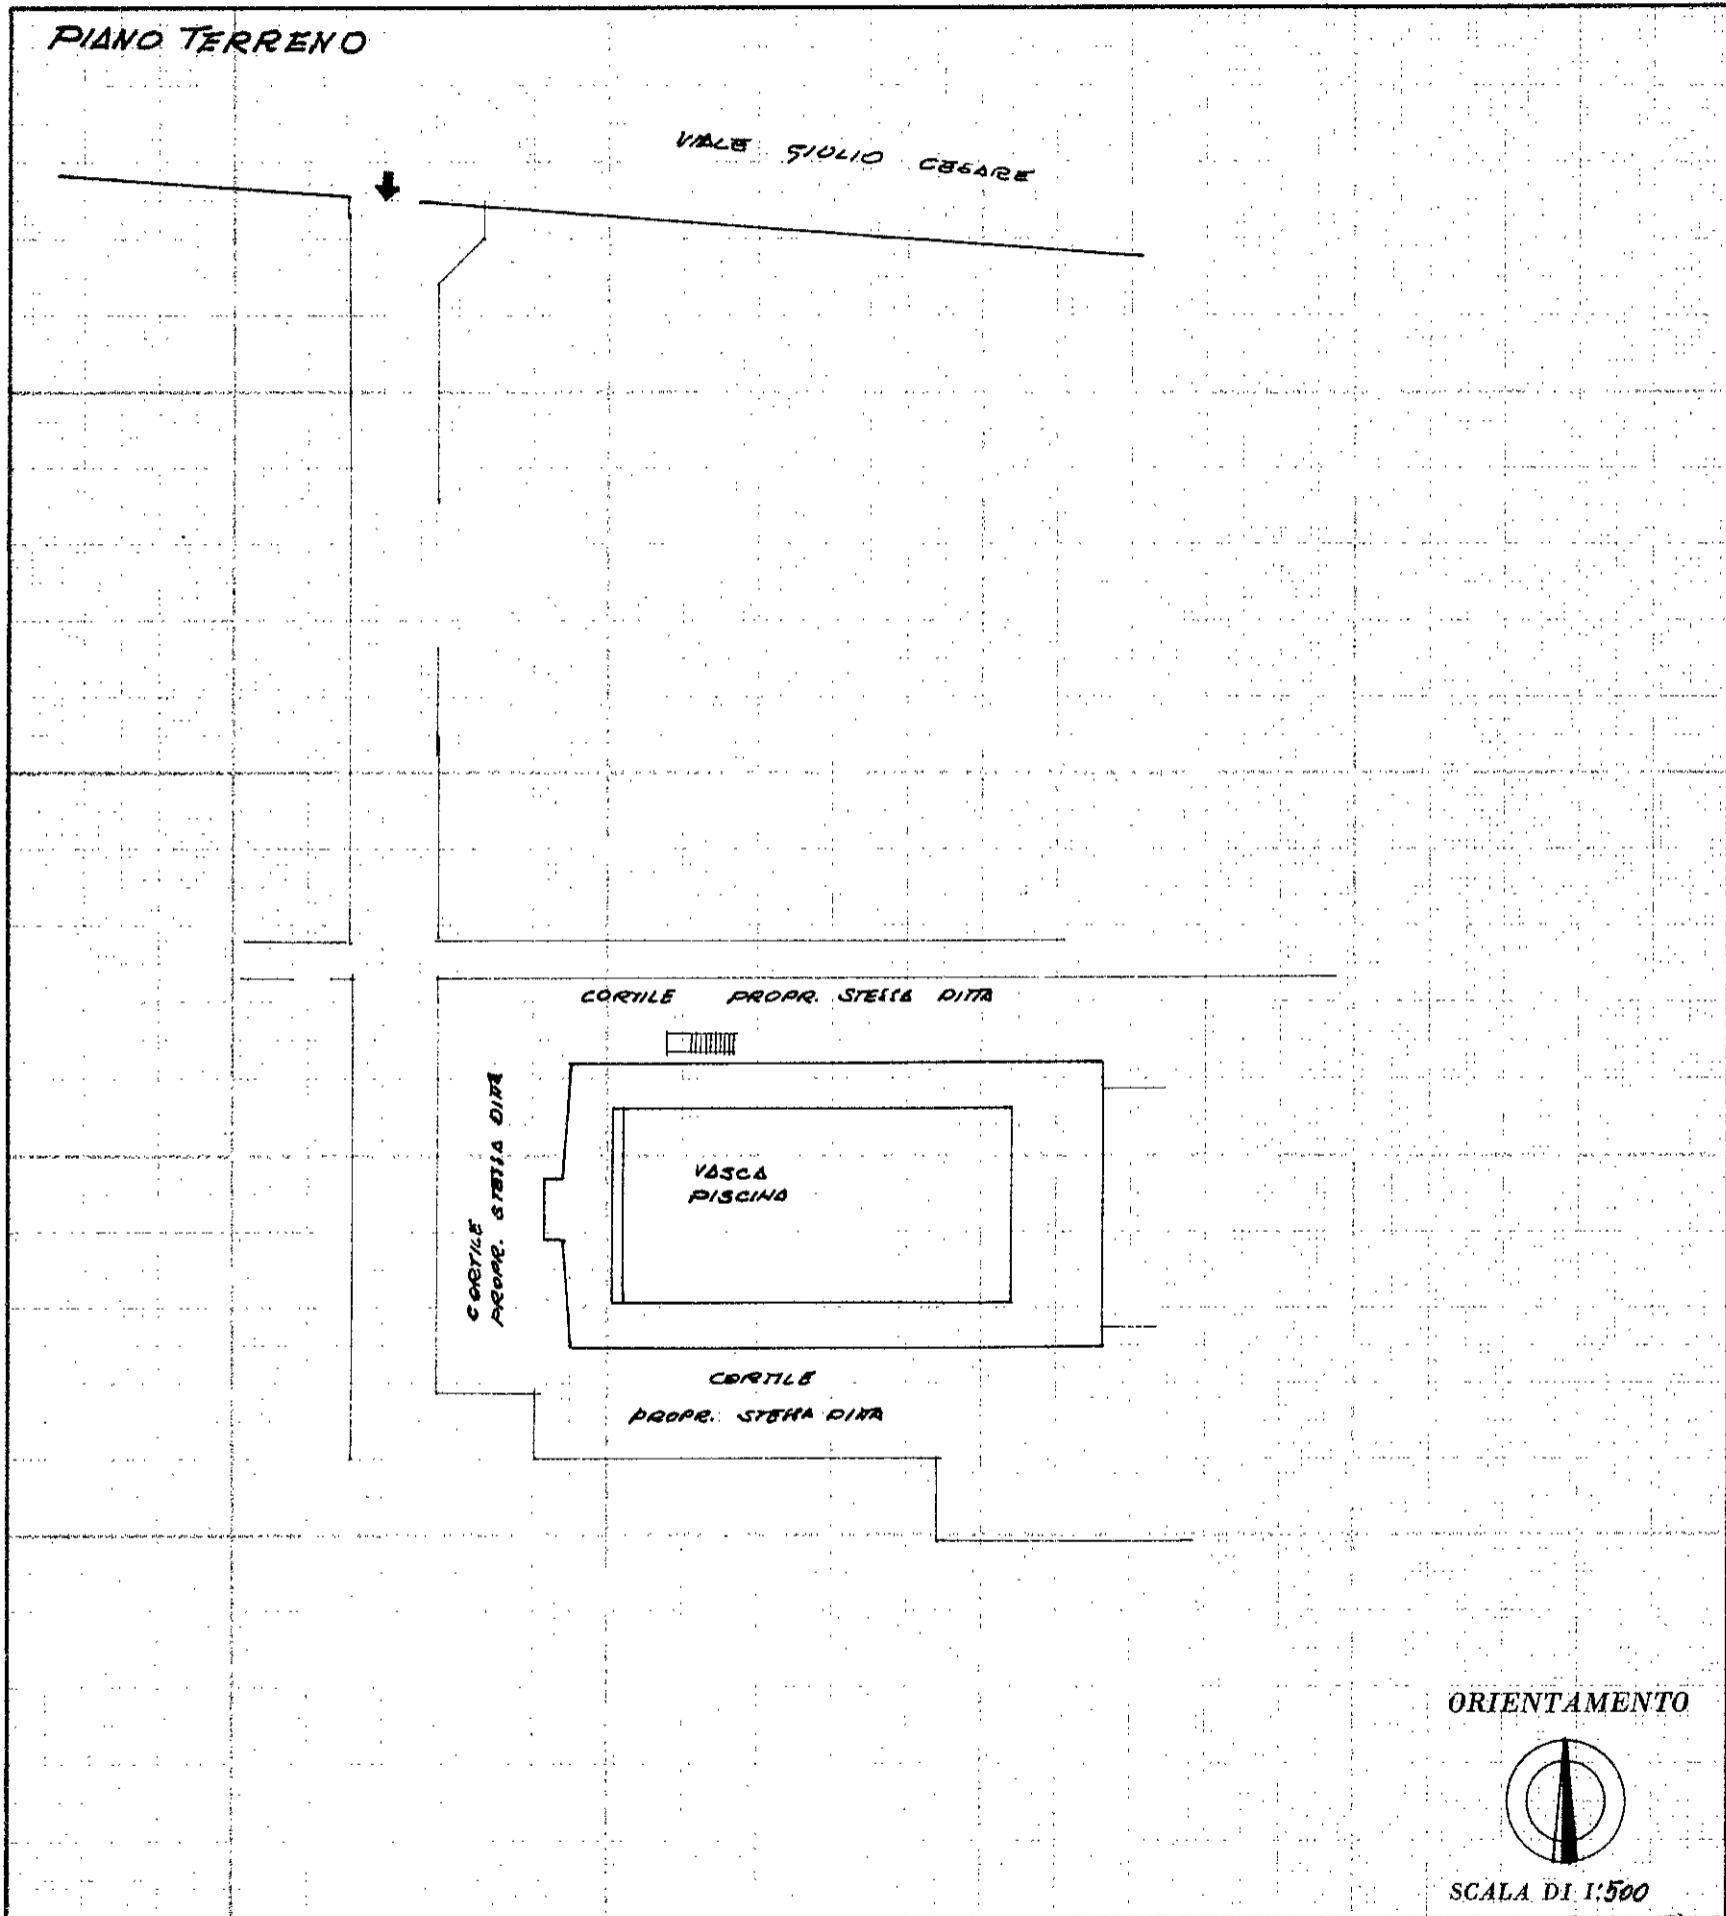 PIANO TERRENO
VIALE GIULIO CESARE
CORTILE PROPR. STESSA DITTA
CORTILE
PROPR. STESSA DITTA
VASCA
PISCINA
CORTILE
PROPR. STESSA DITTA
ORIENTAMENTO
SCALA DI 1:500